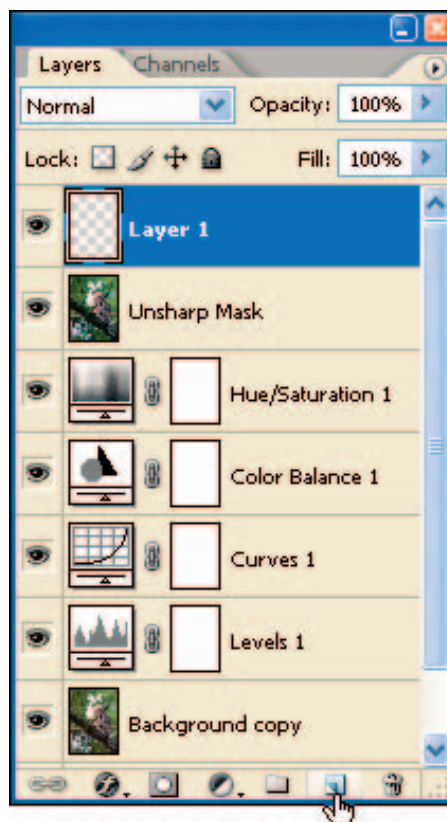 Layers Channels
Normal Opacity: 100%
Lock: Fill: 100%
Layer 1
Unsharp Mask
Hue/Saturation 1
Color Balance 1
Curves 1
Levels 1
Background copy